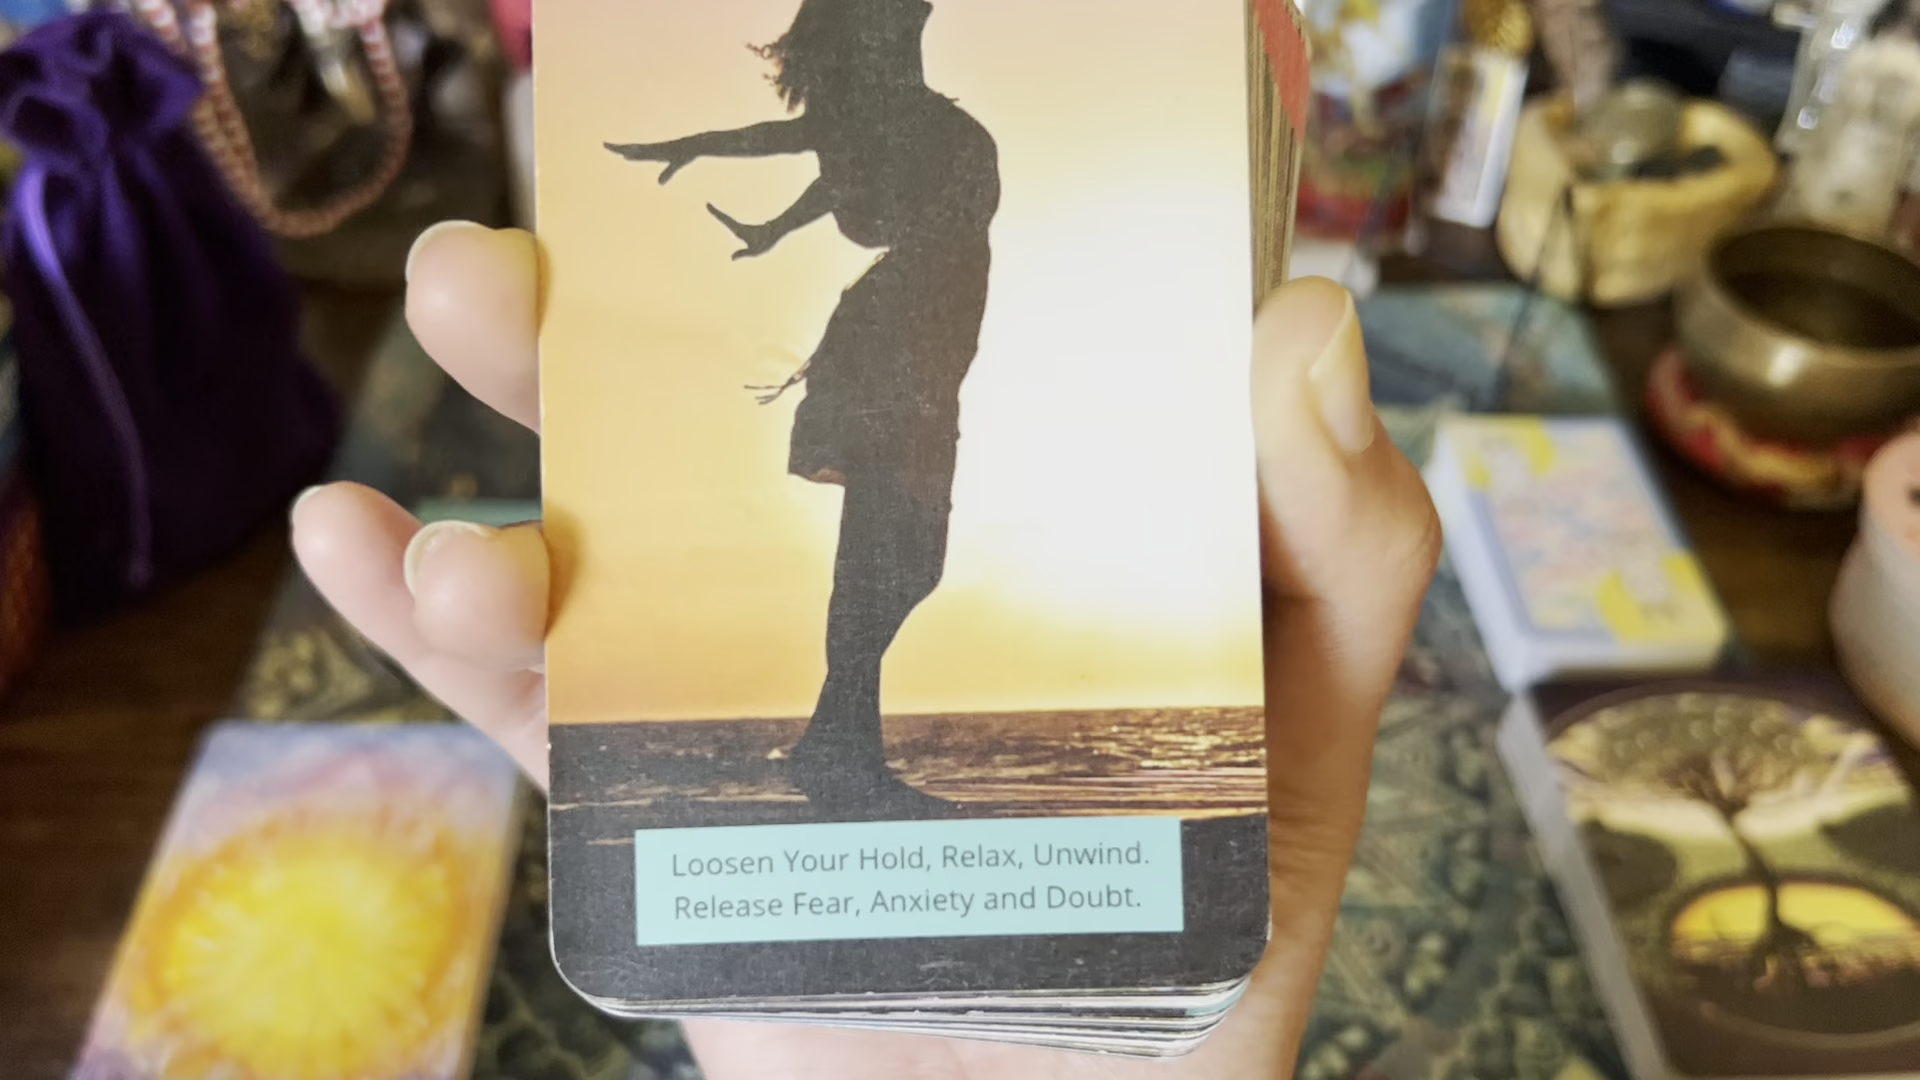 Loosen Your Hold, Relax, Unwind.
Release Fear, Anxiety and Doubt.